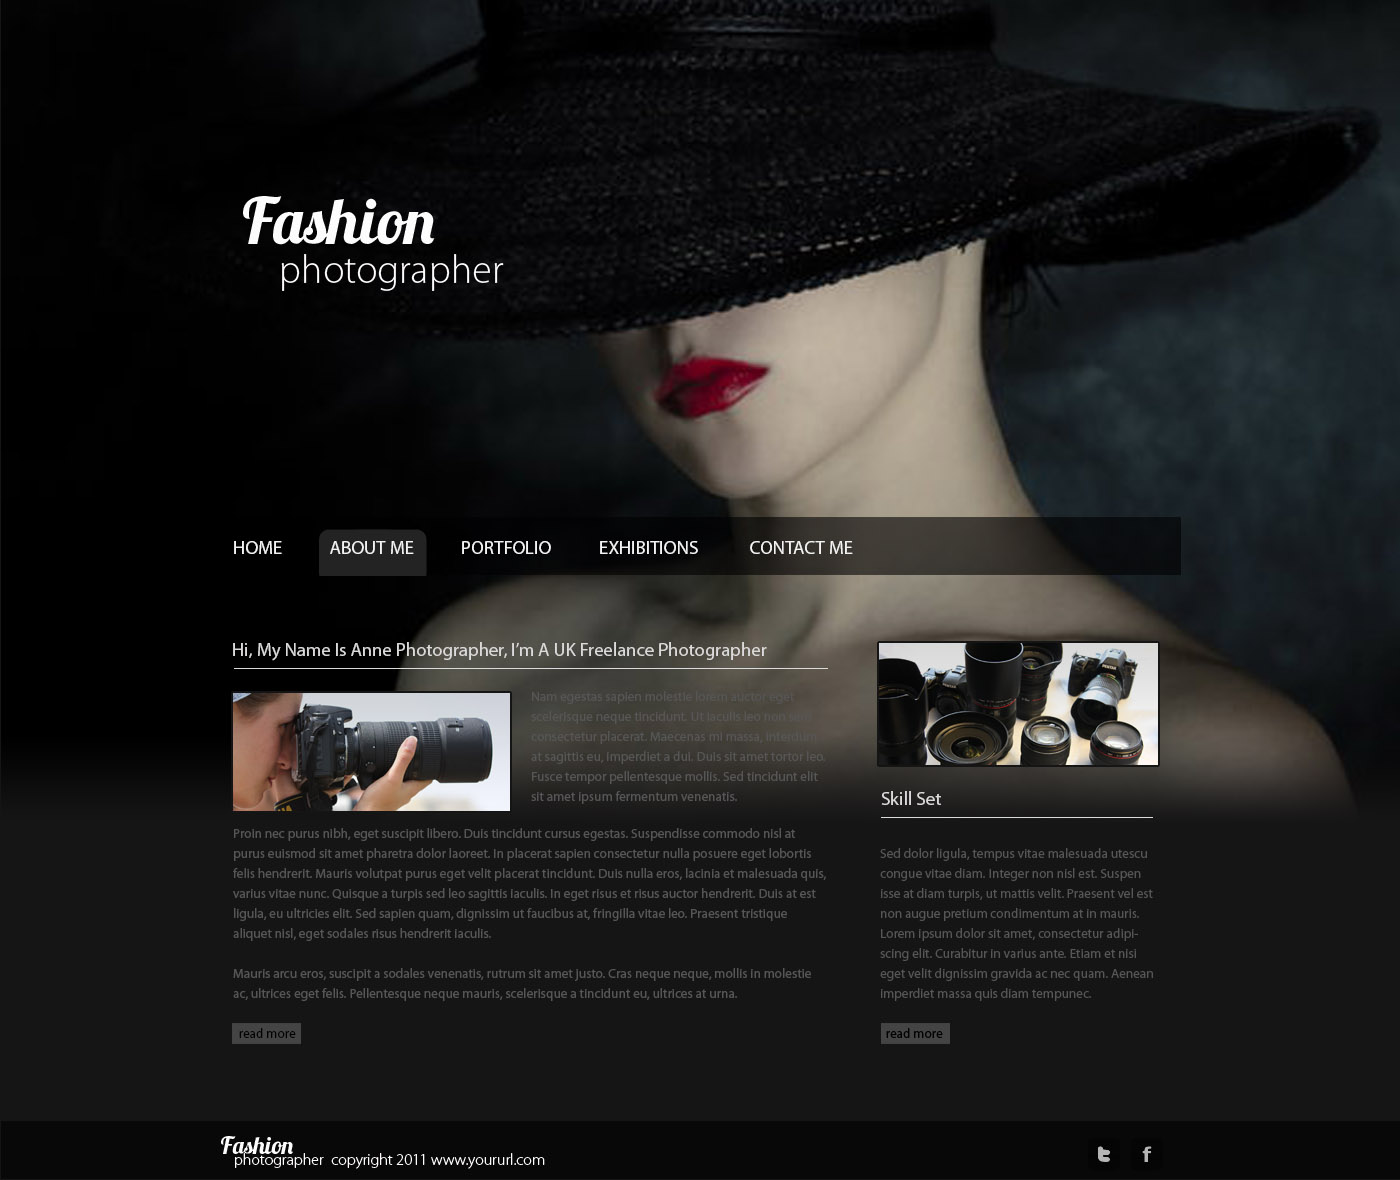 Fashion
photographer
HOME
ABOUT ME
PORTFOLIO
EXHIBITIONS
CONTACT ME
Hi, My Name Is Anne Photographer, I'm A UK Freelance Photographer
Nam egestas sapien molestie lorem auctor eget
scelerisque neque tincidunt. Ut iaculis leo non sem
consectetur placerat. Maecenas mi massa, interdum
at sagittis eu, imperdiet a dui. Duis sit amet tortor leo.
Fusce tempor pellentesque mollis. Sed tincidunt elit
sit amet ipsum fermentum venenatis.
Proin nec purus nibh, eget suscipit libero. Duis tincidunt cursus egestas. Suspendisse commodo nisl at
purus euismod sit amet pharetra dolor laoreet. In placerat sapien consectetur nulla posuere eget lobortis
felis hendrerit. Mauris volutpat purus eget velit placerat tincidunt. Duis nulla eros, lacinia et malesuada quis,
varius vitae nunc. Quisque a turpis sed leo sagittis iaculis. In eget risus et risus auctor hendrerit. Duis at est
ligula, eu ultricies elit. Sed sapien quam, dignissim ut faucibus at, fringilla vitae leo. Praesent tristique
aliquet nisl, eget sodales risus hendrerit iaculis.
Mauris arcu eros, suscipit a sodales venenatis, rutrum sit amet justo. Cras neque neque, mollis in molestie
ac, ultrices eget felis. Pellentesque neque mauris, scelerisque a tincidunt eu, ultrices at urna.
read more
Skill Set
Sed dolor ligula, tempus vitae malesuada utescu
congue vitae diam. Integer non nisl est. Suspen
isse at diam turpis, ut mattis velit. Praesent vel est
non augue pretium condimentum at in mauris.
Lorem ipsum dolor sit amet, consectetur adipi-
scing elit. Curabitur in varius ante. Etiam et nisi
eget velit dignissim gravida ac nec quam. Aenean
imperdiet massa quis diam tempunec.
read more
Fashion
photographer copyright 2011 www.yoururl.com
t
f